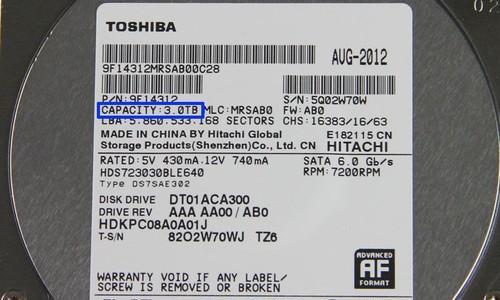 02
TOSHIBA
AUG-2012
9F14312MRSAB00C28
P/N:9F14312 S/N:5Q02W70W
CAPACITY:3.0TB MLC:MRSAB0 FW:AB0
LBA:5.860.533.168 SECTORS CHS:16383/16/63
MADE IN CHINA BY Hitachi Global E182115 CN
Storage Products(Shenzhen)Co., Ltd. CN HITACHI
RATED:5V 430mA.12V 740mA SATA 6.0 Gb/s
HDS723030BLE640 RPM:7200RPM
Type DS7SAE302
DISK DRIVE DT01ACA300
DRIVE REV AAA AA00/ AB0
HDKPC08A0A01J
T-S/N 82O2W70WJ TZ6
WARRANTY VOID IF ANY LABEL/
SCREW IS REMOVED OR BROKEN
ADVANCED
AF
FORMAT